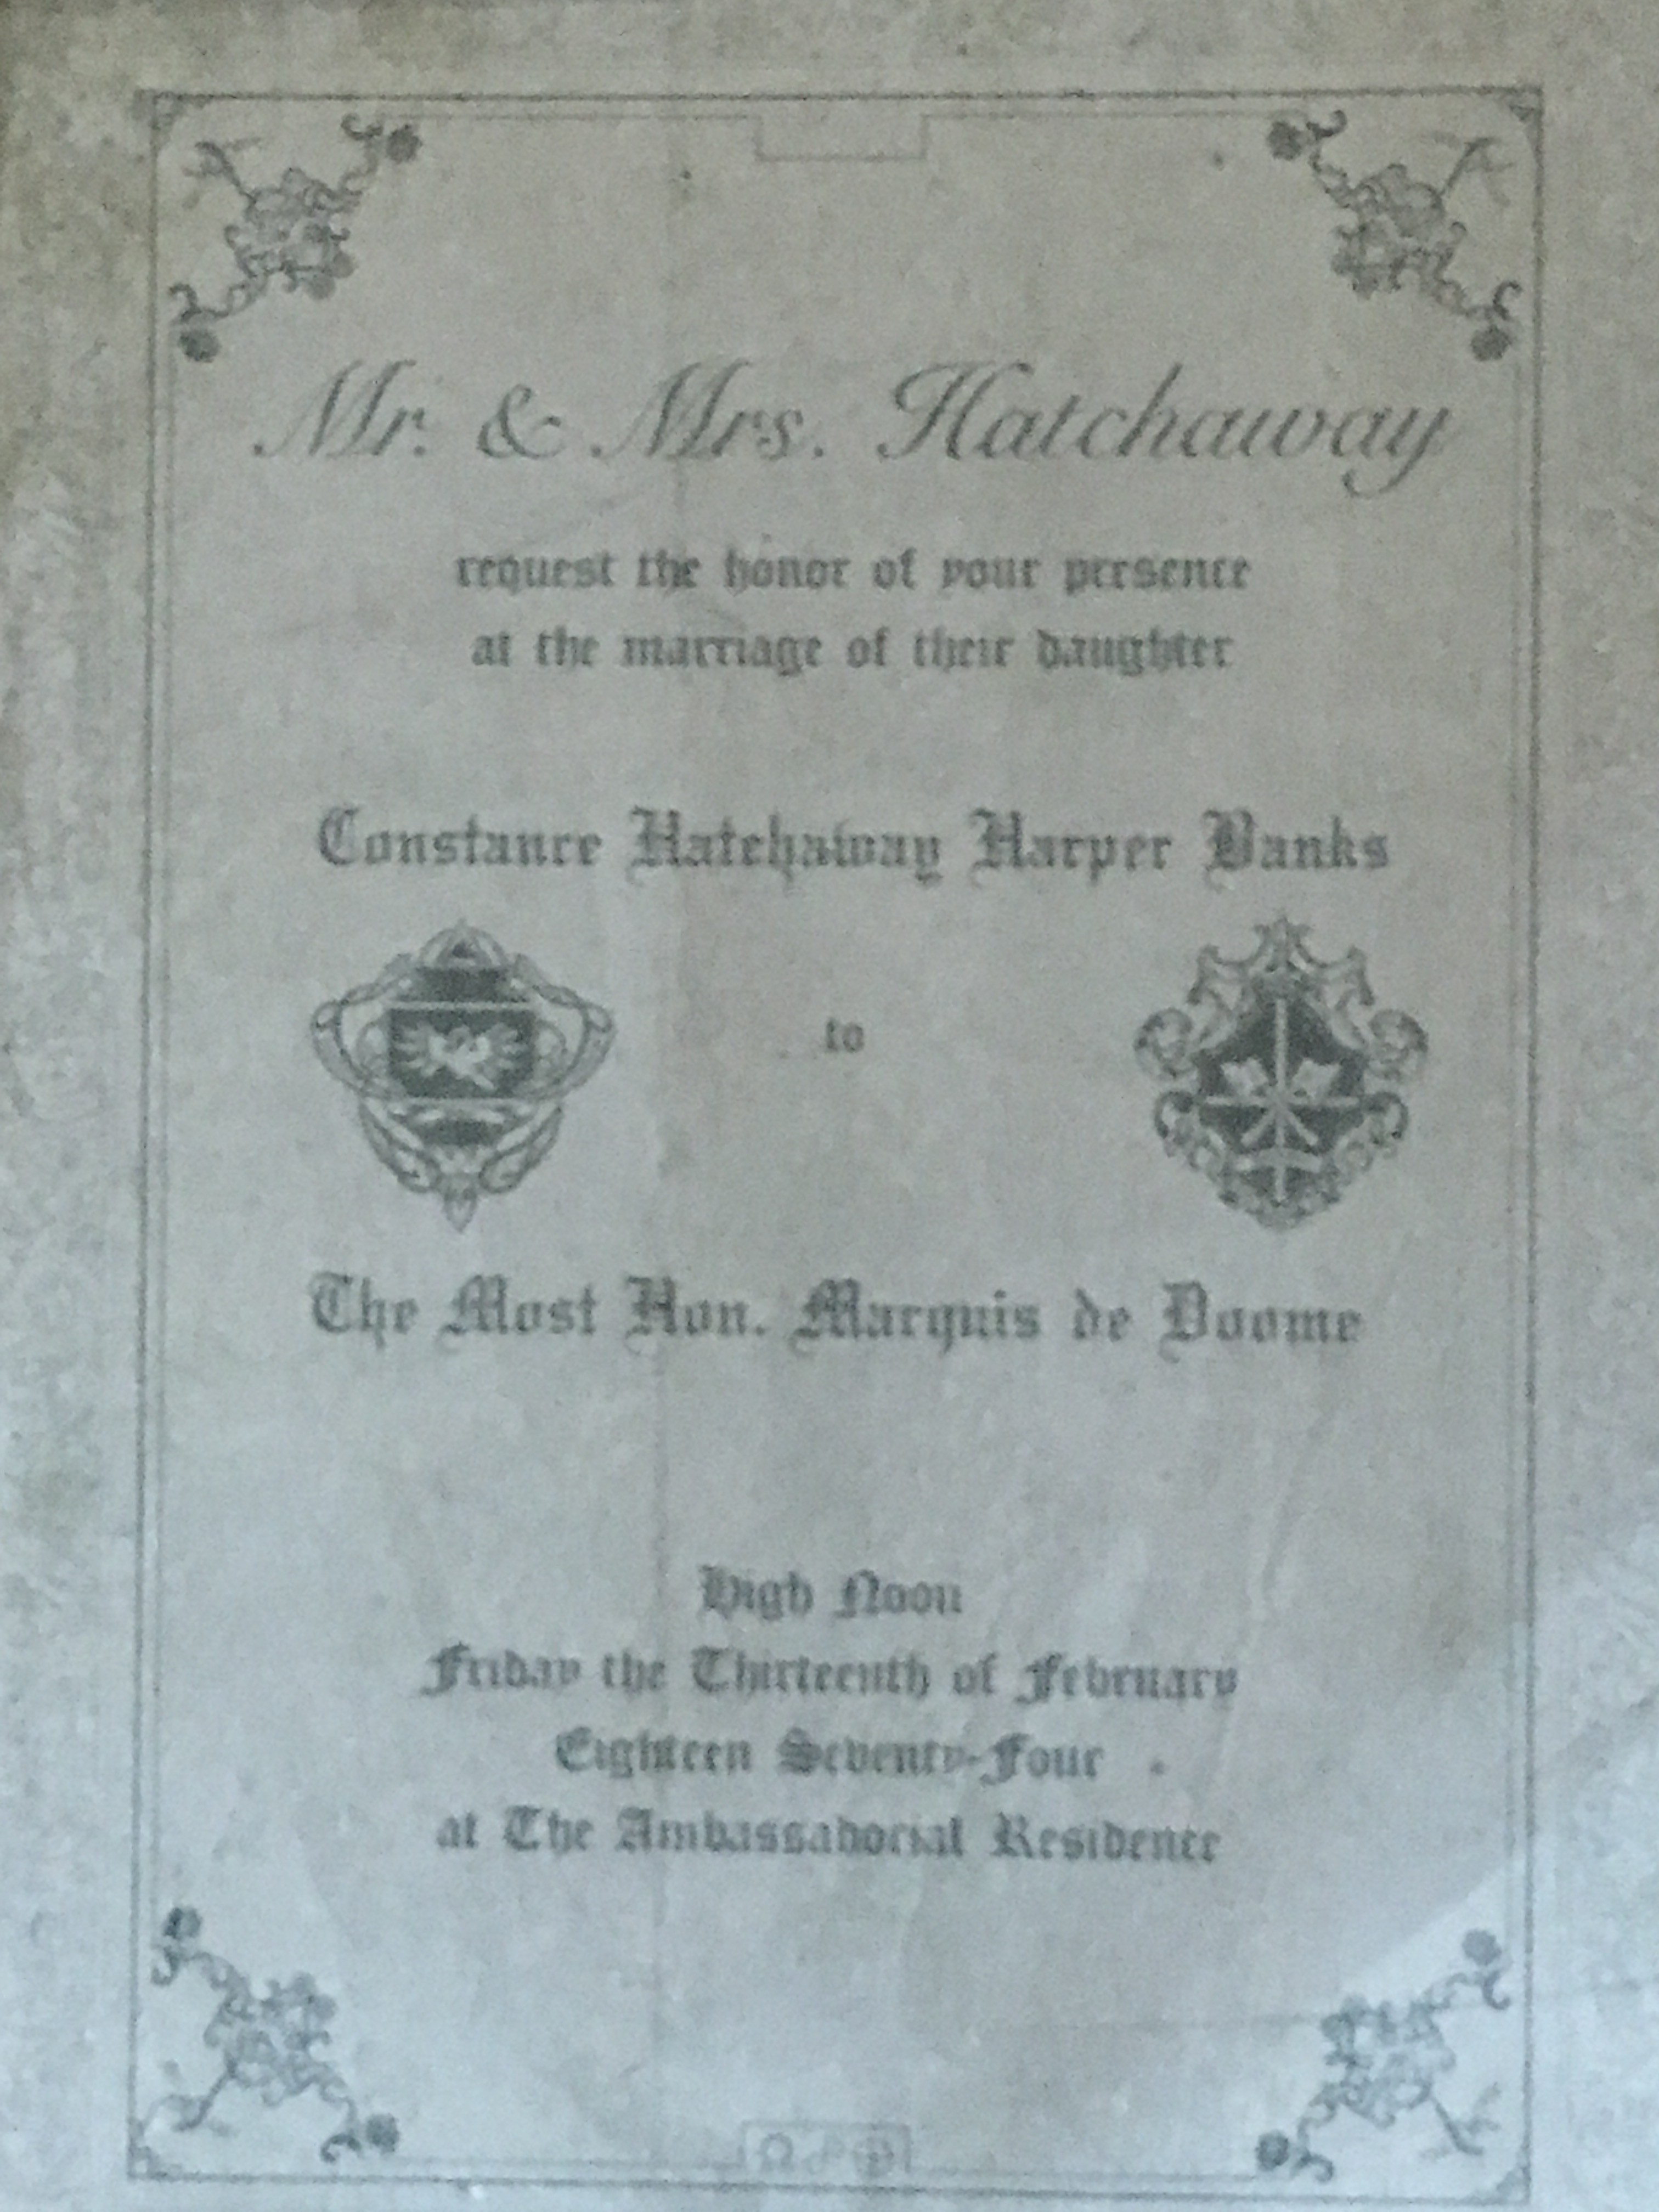 Mr. & Mrs. Hatchaway
request the honor of your presence
at the marriage of their daughter
Constance Hatchaway Harper Banks
to
The Most Hon. Marquis de Doome
High Noon
Friday the Thirteenth of February
Eighteen Seventy-Four
at The Ambassadorial Residence